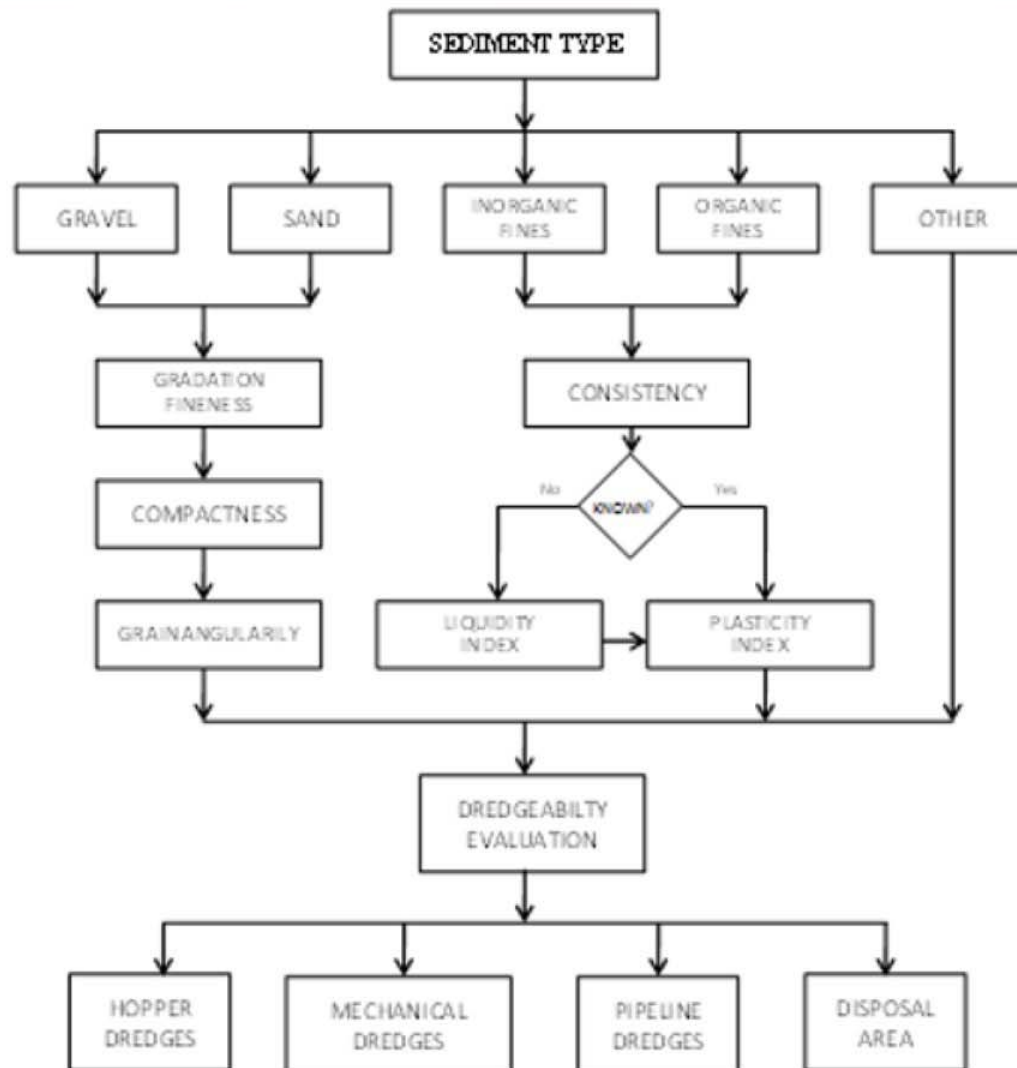 SEDIMENT TYPE
GRAVEL
SAND
INORGANIC
FINES
ORGANIC
FINES
OTHER
GRADATION
FINENESS
CONSISTENCY
No
KNOWN?
Yes
COMPACTNESS
GRAINANGULARILY
LIQUIDITY
INDEX
PLASTICITY
INDEX
DREDGEABILTY
EVALUATION
HOPPER
DREDGES
MECHANICAL
DREDGES
PIPELINE
DREDGES
DISPOSAL
AREA